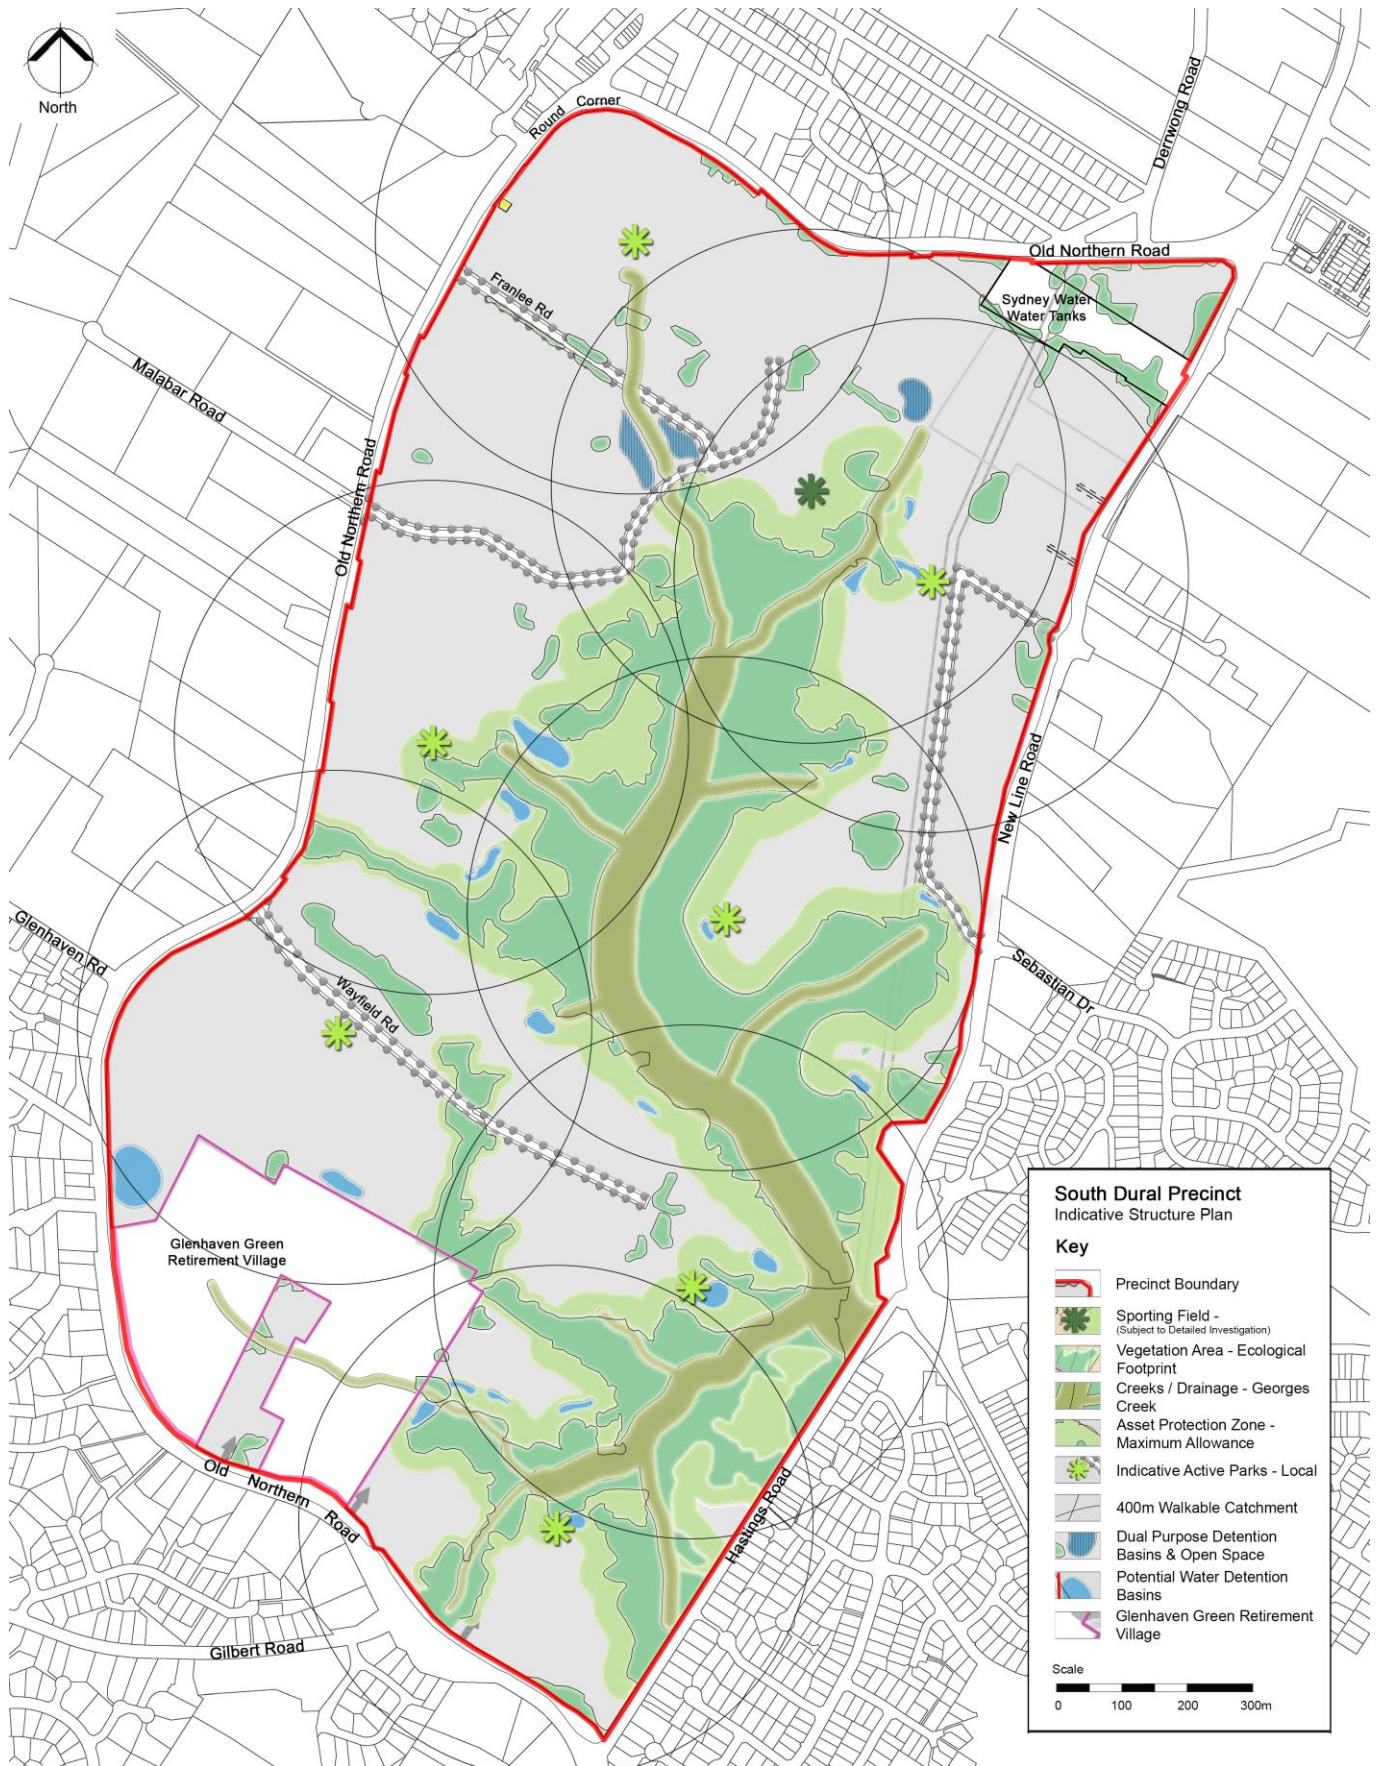 North
Round Corner
Derrwong Road
Old Northern Road
Sydney Water
Water Tanks
Franlee Rd
Malabar Road
Old Northern Road
New Line Road
Glenhaven Rd
Wayfield Rd
Sebastian Dr
Glenhaven Green
Retirement Village
Old Northern Road
Hastings Road
Gilbert Road
South Dural Precinct
Indicative Structure Plan
Key
Precinct Boundary
Sporting Field -
(Subject to Detailed Investigation)
Vegetation Area - Ecological
Footprint
Creeks / Drainage - Georges
Creek
Asset Protection Zone -
Maximum Allowance
Indicative Active Parks - Local
400m Walkable Catchment
Dual Purpose Detention
Basins & Open Space
Potential Water Detention
Basins
Glenhaven Green Retirement
Village
Scale
0 100 200 300m